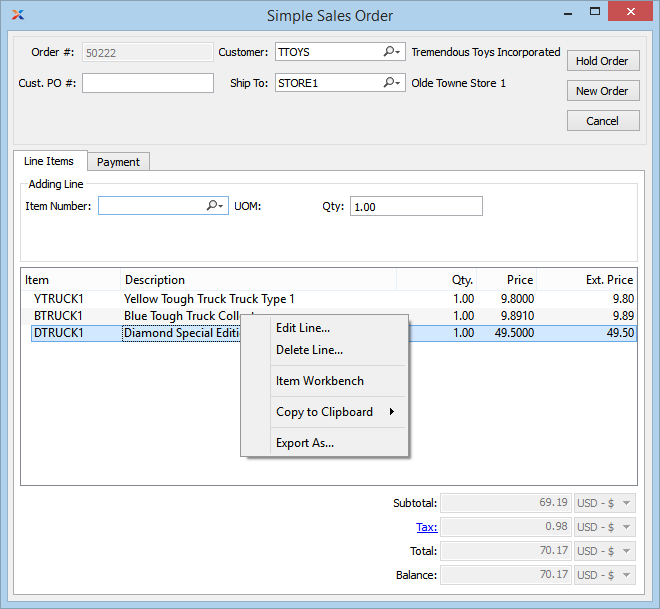 Simple Sales Order
Order #: 50222 Customer: TTOYS Tremendous Toys Incorporated Hold Order
Cust. PO #: Ship To: STORE1 Olde Towne Store 1 New Order
Cancel
Line Items Payment
Adding Line
Item Number: UOM: Qty: 1.00
Item Description Qty. Price Ext. Price
YTRUCK1 Yellow Tough Truck Truck Type 1 1.00 9.8000 9.80
BTRUCK1 Blue Tough Truck 1.00 9.8910 9.89
DTRUCK1 Diamond Special 1.00 49.5000 49.50
Edit Line...
Delete Line...
Item Workbench
Copy to Clipboard
Export As...
Subtotal: 69.19 USD - $
Tax: 0.98 USD - $
Total: 70.17 USD - $
Balance: 70.17 USD - $